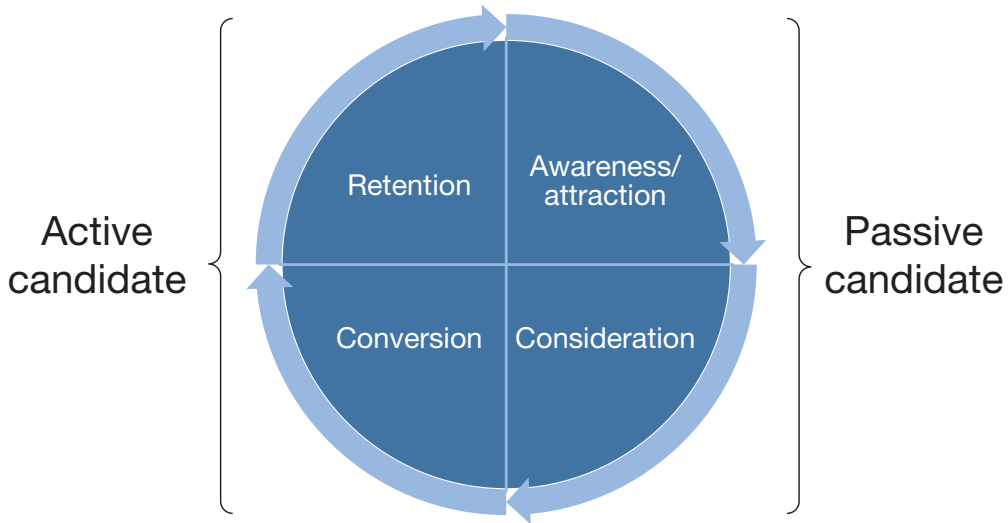 Active
candidate
Retention
Awareness/
attraction
Conversion
Consideration
Passive
candidate